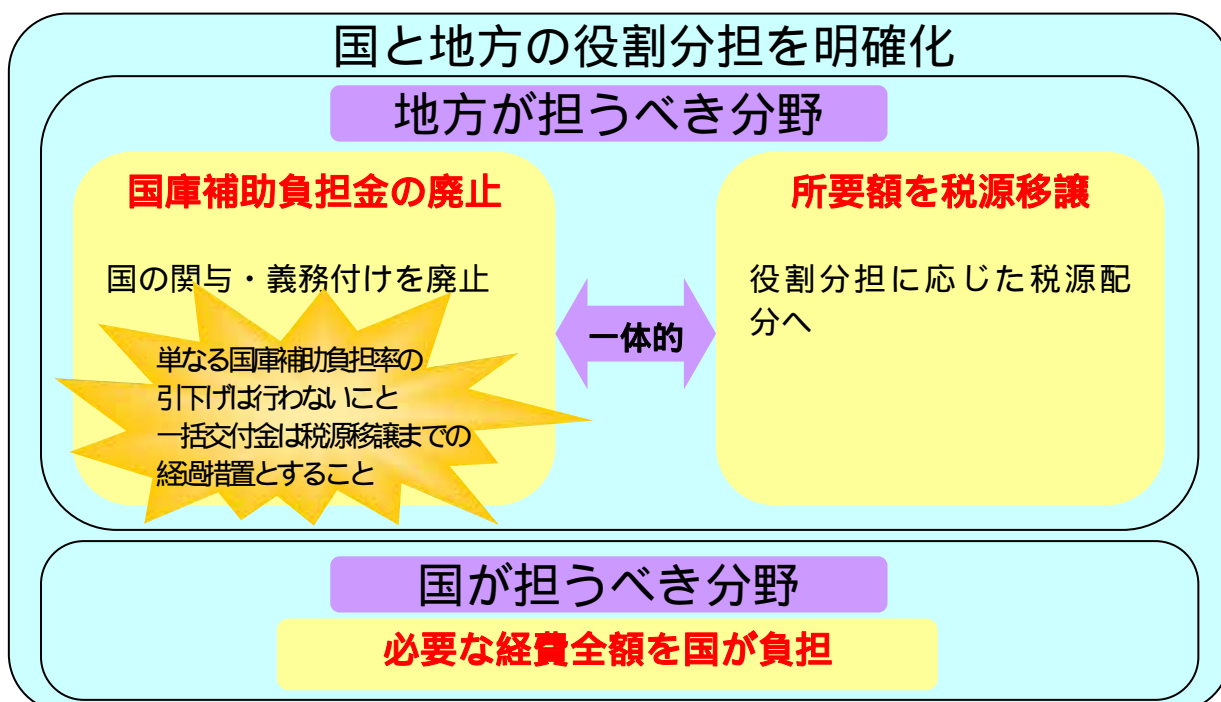 国と地方の役割分担を明確化
地方が担うべき分野
国庫補助負担金の廃止
国の関与・義務付けを廃止
単なる国庫補助負担率の
引下げは行わないこと
一括交付金は税源移譲までの
経過措置とすること
一体的
所要額を税源移譲
役割分担に応じた税源配
分へ
国が担うべき分野
必要な経費全額を国が負担